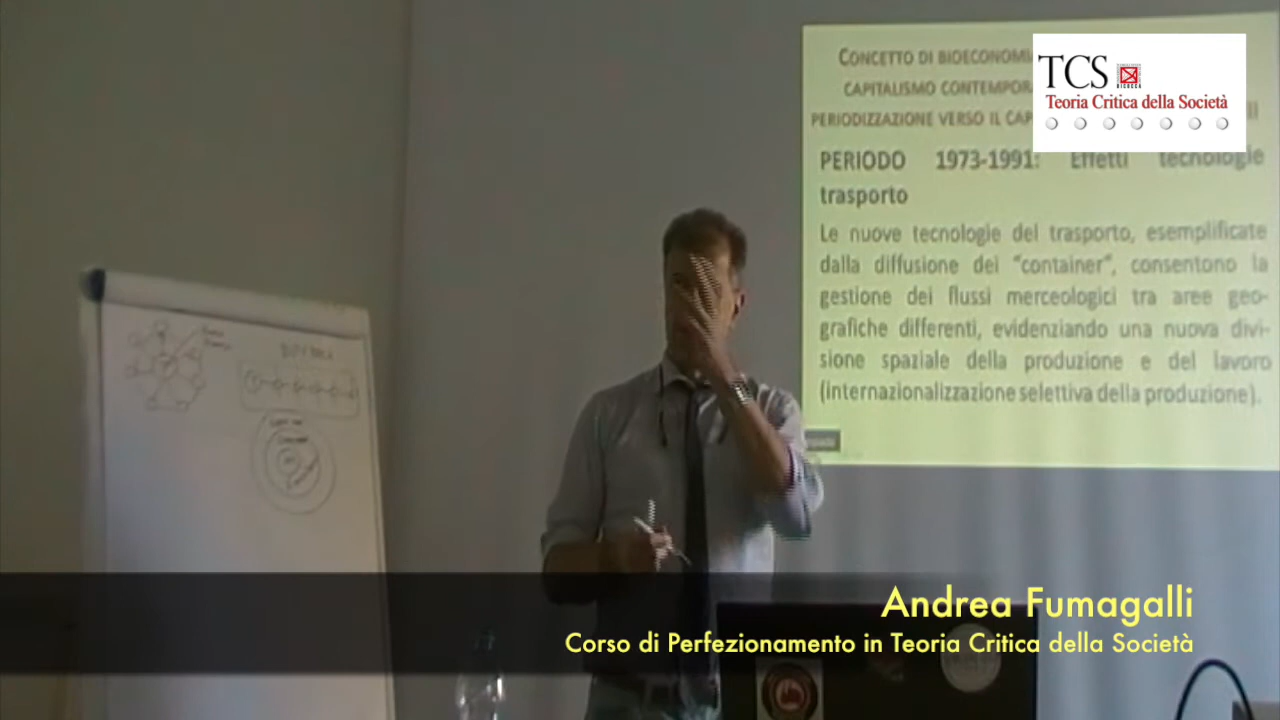 CONCETTO DI BIOECONOMI
CAPITALISMO CONTEMPOR
PERIODIZZAZIONE VERSO IL CAP
PERIODO 1973-1991: Effetti tecnologie
trasporto
Le nuove tecnologie del trasporto, esemplificate
dalla diffusione dei “container”, consentono la
gestione dei flussi merceologici tra aree geo-
grafiche differenti, evidenziando una nuova divi-
sione spaziale della produzione e del lavoro
(internazionalizzazione selettiva della produzione).
TCS
BICOCCA
Teoria Critica della Società
Andrea Fumagalli
Corso di Perfezionamento in Teoria Critica della Società